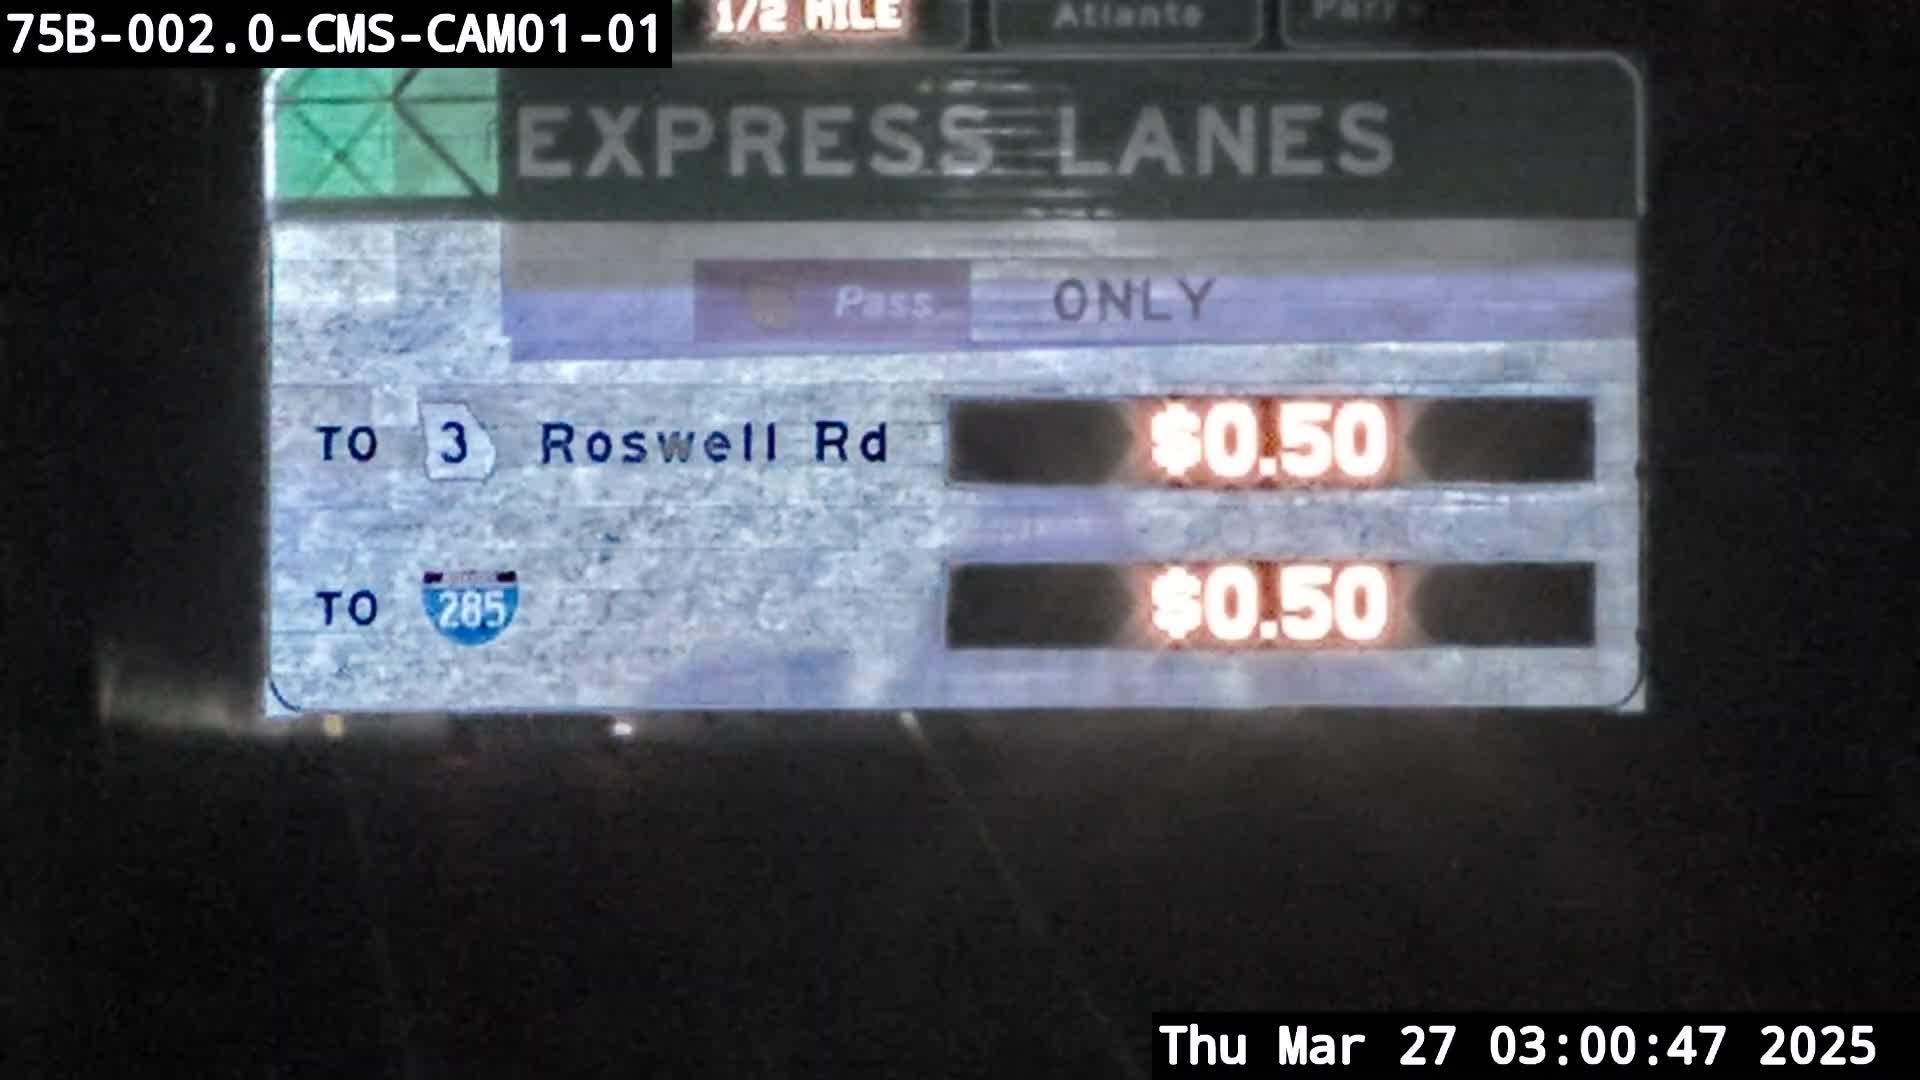 75B-002.0-CMS-CAM01-01
1/2 MILE
Atlanta
EXPRESS LANES
Pass ONLY
TO 3 Roswell Rd $0.50
TO 285 $0.50
Thu Mar 27 03:00:47 2025